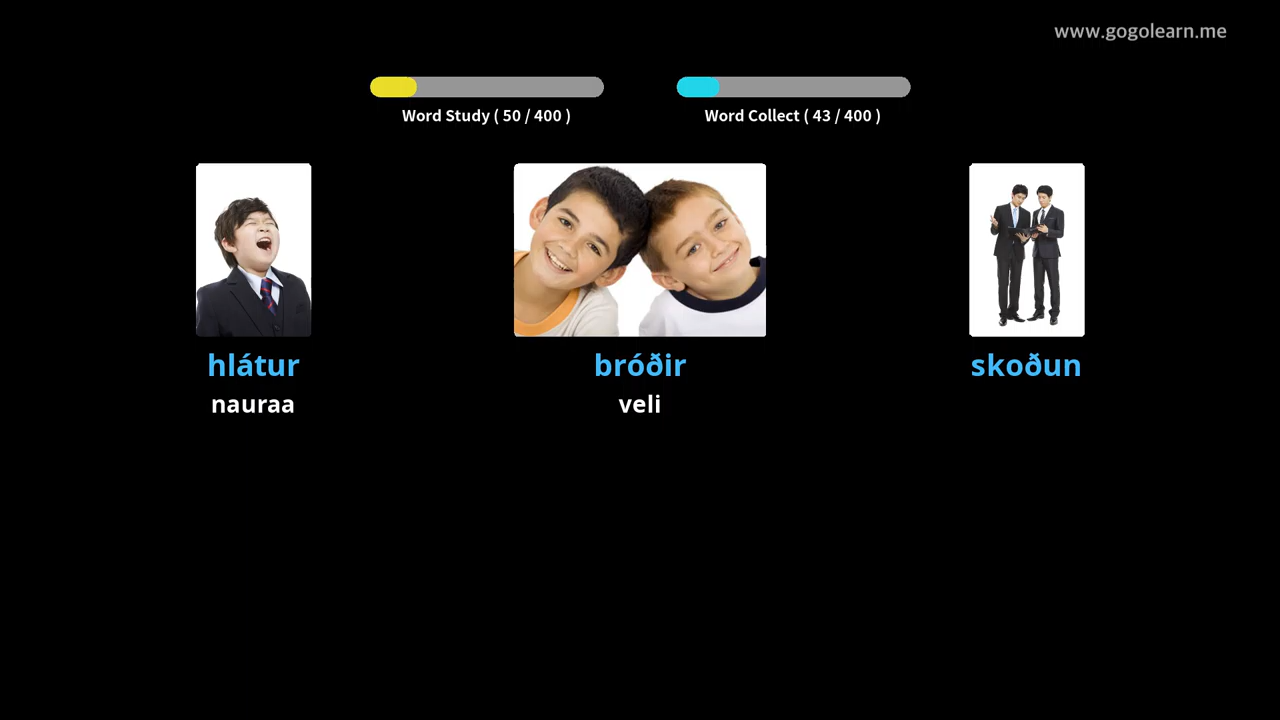 www.gogolearn.me
Word Study ( 50 / 400 )
Word Collect ( 43 / 400 )
hlátur
nauraa
bróðir
veli
skoðun